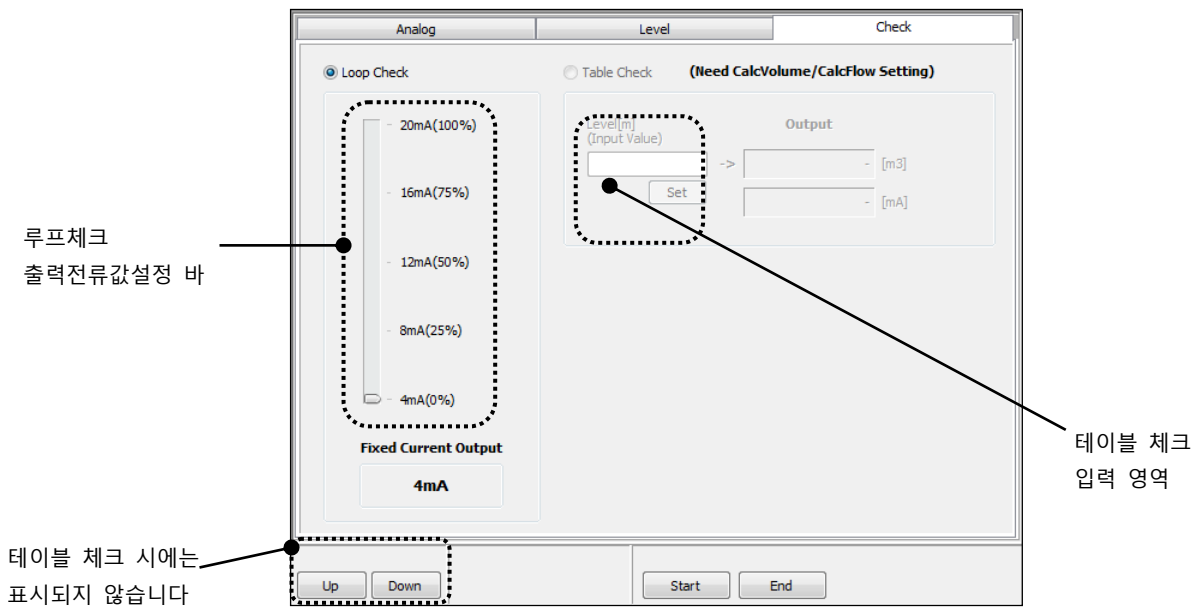 Analog
Level
Check
Loop Check
Table Check
(Need CalcVolume/CalcFlow Setting)
20mA(100%)
16mA(75%)
12mA(50%)
8mA(25%)
4mA(0%)
Fixed Current Output
4mA
Level[m]
(Input Value)
Output
->
- [m3]
Set
- [mA]
루프체크
출력전류값설정 바
테이블 체크
입력 영역
테이블 체크 시에는
표시되지 않습니다
Up
Down
Start
End